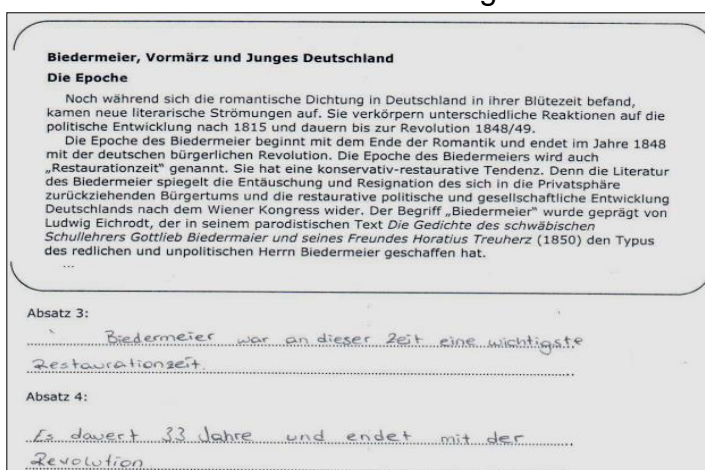 Biedermeier, Vormärz und Junges Deutschland
Die Epoche
Noch während sich die romantische Dichtung in Deutschland in ihrer Blütezeit befand,
kamen neue literarische Strömungen auf. Sie verkörpern unterschiedliche Reaktionen auf die
politische Entwicklung nach 1815 und dauern bis zur Revolution 1848/49.
Die Epoche des Biedermeier beginnt mit dem Ende der Romantik und endet im Jahre 1848
mit der deutschen bürgerlichen Revolution. Die Epoche des Biedermeiers wird auch
„Restaurationzeit“ genannt. Sie hat eine konservativ-restaurative Tendenz. Denn die Literatur
des Biedermeier spiegelt die Entäuschung und Resignation des sich in die Privatsphäre
zurückziehenden Bürgertums und die restaurative politische und gesellschaftliche Entwicklung
Deutschlands nach dem Wiener Kongress wider. Der Begriff „Biedermeier“ wurde geprägt von
Ludwig Eichrodt, der in seinem parodistischen Text Die Gedichte des schwäbischen
Schullehrers Gottlieb Biedermaier und seines Freundes Horatius Treuherz (1850) den Typus
des redlichen und unpolitischen Herrn Biedermeier geschaffen hat.
...
Absatz 3:
Biedermeier war an dieser Zeit eine wichtigste
Restaurationzeit.
Absatz 4:
Es dauert 33 Jahre und endet mit der
Revolution